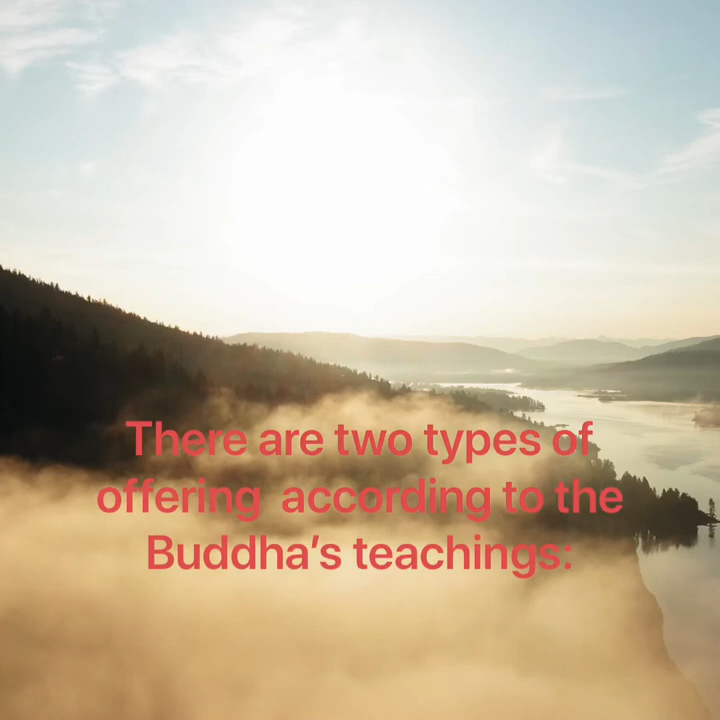 There are two types of
offering  according to the
Buddha’s teachings: